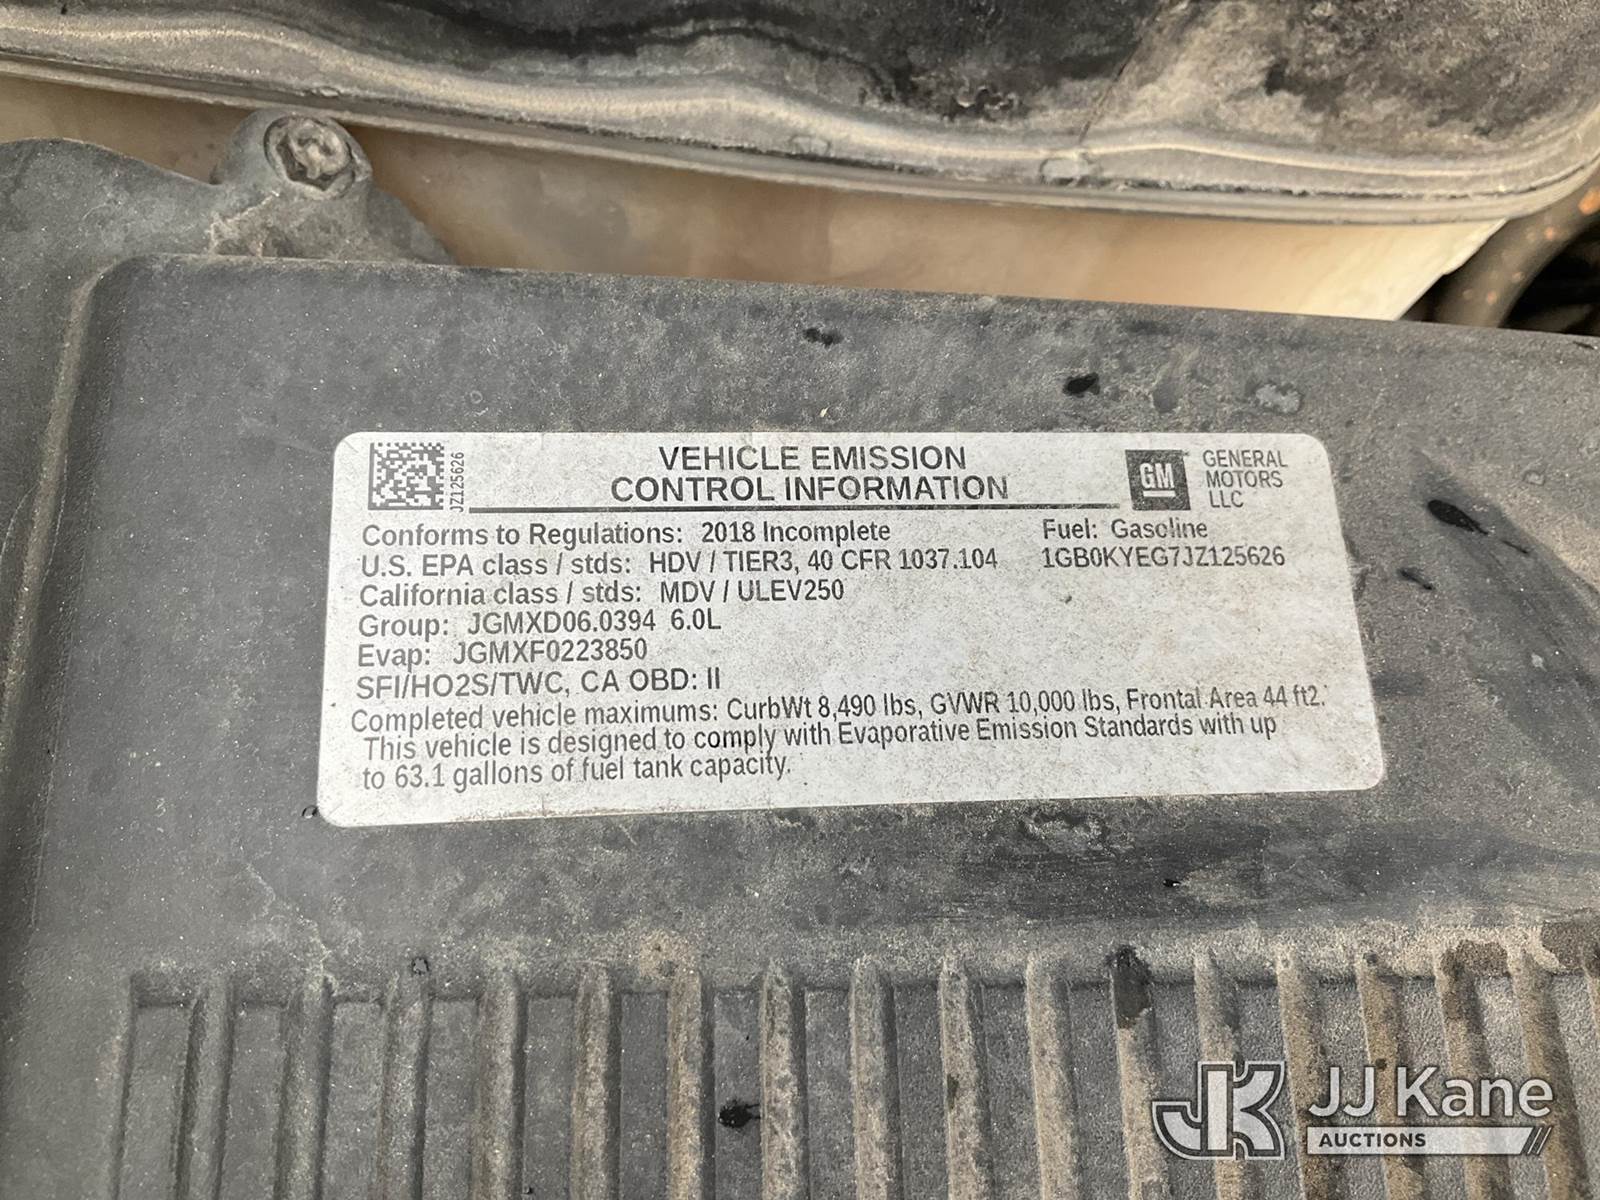 JZ125626
VEHICLE EMISSION
CONTROL INFORMATION
GM
GENERAL
MOTORS
LLC
Conforms to Regulations: 2018 Incomplete
Fuel: Gasoline
U.S. EPA class / stds: HDV / TIER3, 40 CFR 1037.104
1GB0KYEG7JZ125626
California class / stds: MDV / ULEV250
Group: JGMXD06.0394 6.0L
Evap: JGMXF0223850
SFI/HO2S/TWC, CA OBD: II
Completed vehicle maximums: CurbWt 8,490 lbs, GVWR 10,000 lbs, Frontal Area 44 ft2.
This vehicle is designed to comply with Evaporative Emission Standards with up
to 63.1 gallons of fuel tank capacity.
JK
JJ Kane
AUCTIONS